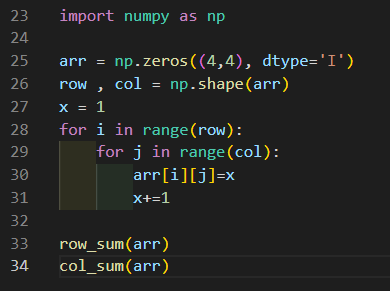 23 import numpy as np
24
25 arr = np.zeros((4,4), dtype='I')
26 row , col = np.shape(arr)
27 x = 1
28 for i in range(row):
29     for j in range(col):
30         arr[i][j]=x
31         x+=1
32
33 row_sum(arr)
34 col_sum(arr)